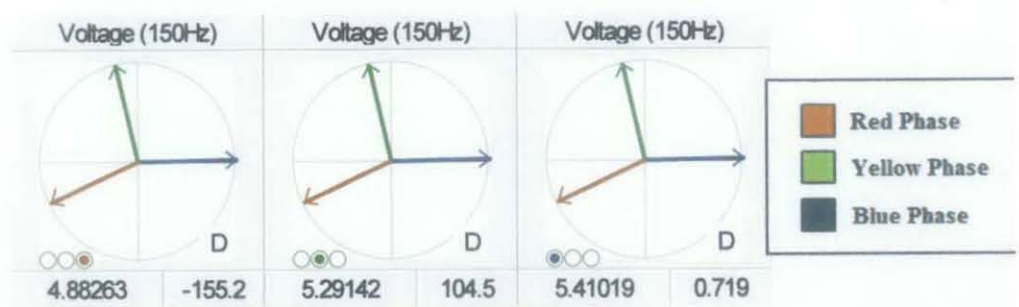 Voltage (150Hz) Voltage (150Hz) Voltage (150Hz)
Red Phase
Yellow Phase
Blue Phase
D D D
4.88263 -155.2 5.29142 104.5 5.41019 0.719